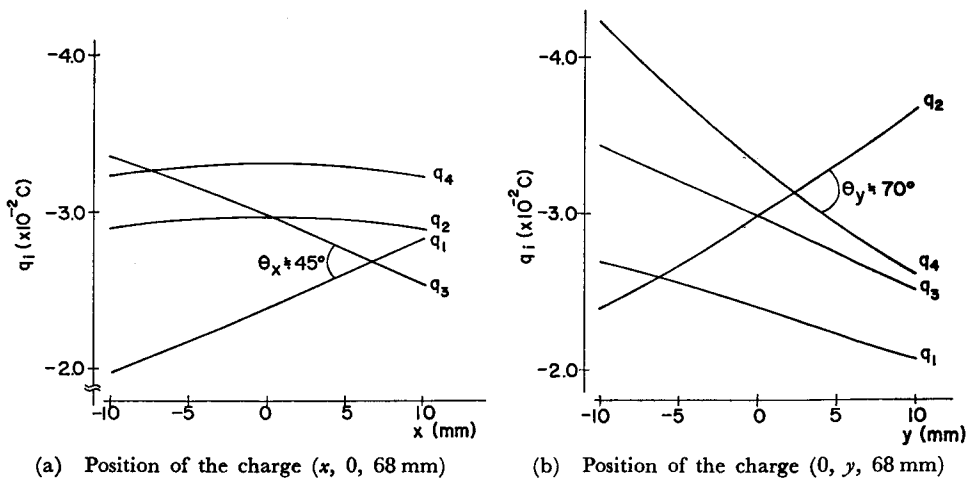 -4.0
-3.0
-2.0
qi (x10⁻² C)
q4
q2
q1
q3
θx ≒ 45°
-10 -5 0 5 10
x (mm)
(a) Position of the charge (x, 0, 68 mm)
-4.0
-3.0
-2.0
qi (x10⁻² C)
q2
q4
q3
q1
θy ≒ 70°
-10 -5 0 5 10
y (mm)
(b) Position of the charge (0, y, 68 mm)